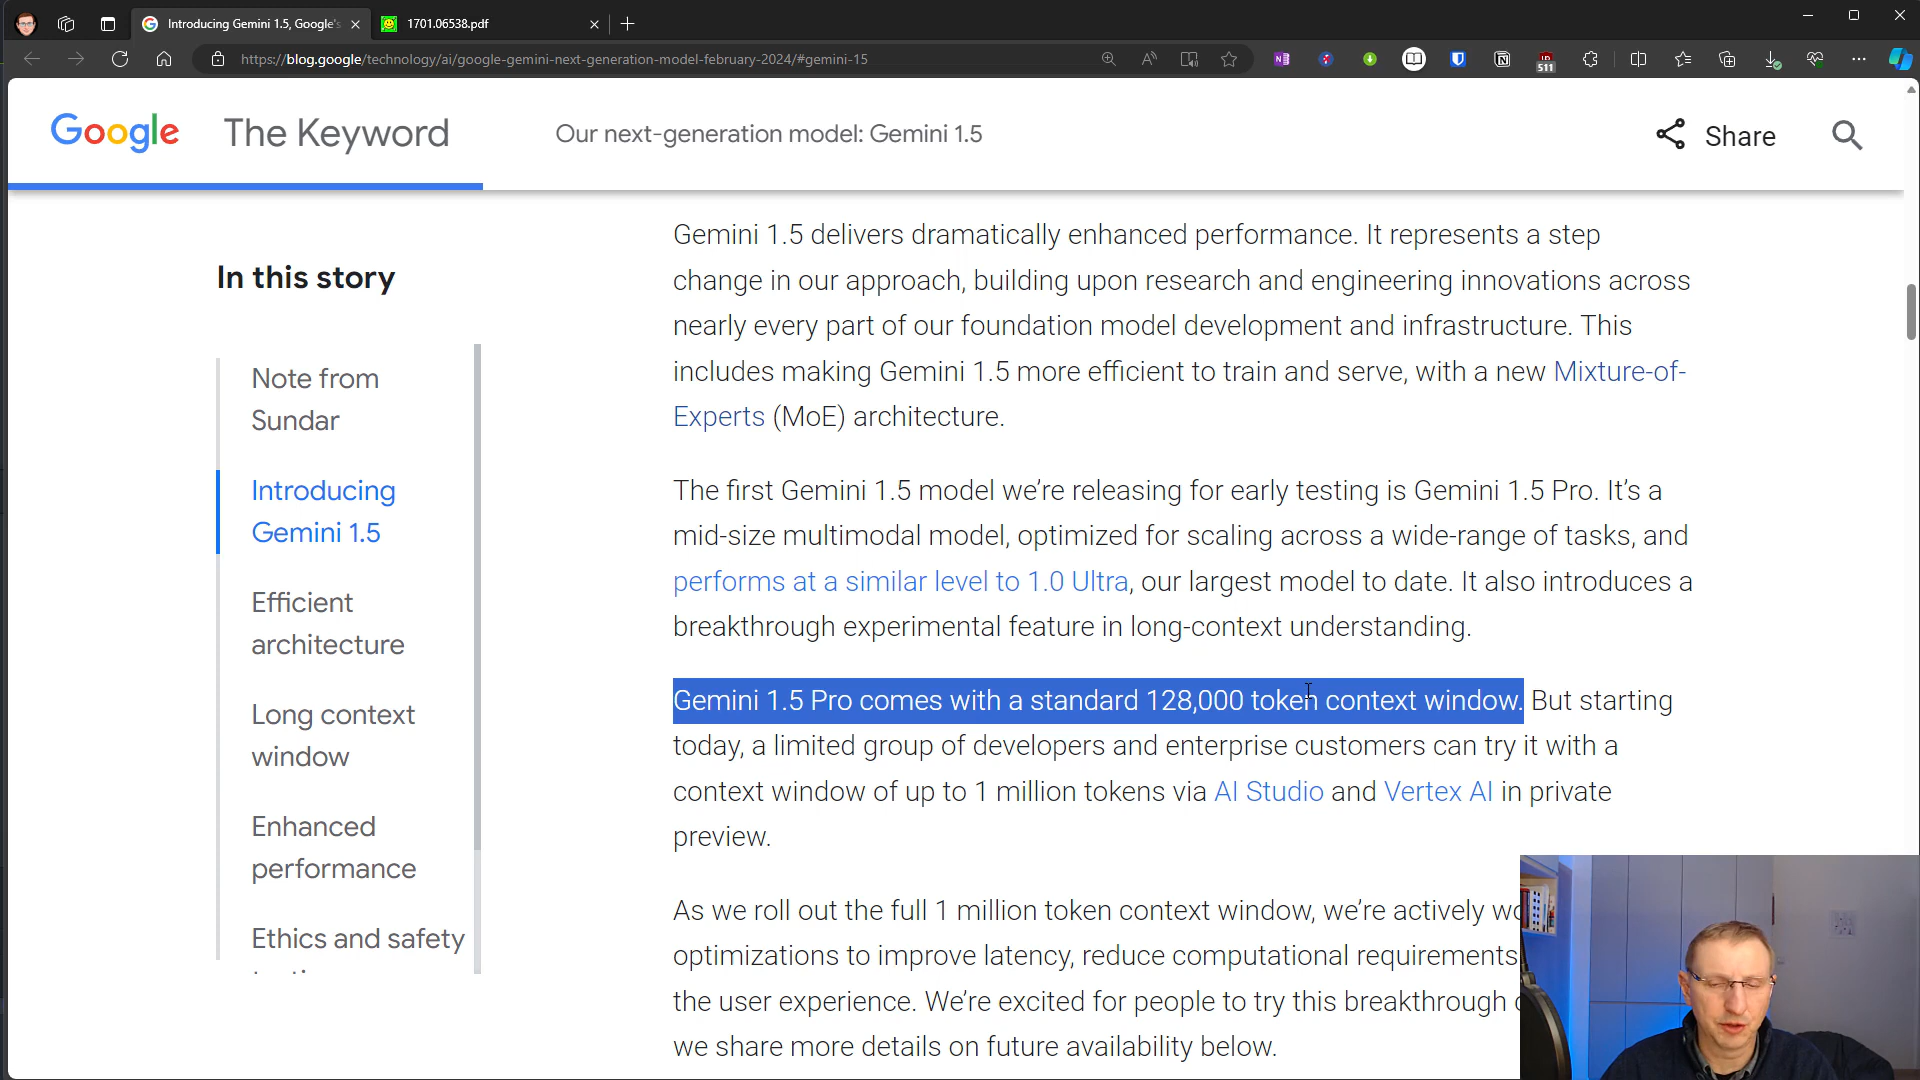 Introducing Gemini 1.5, Google's
1701.06538.pdf
https://blog.google/technology/ai/google-gemini-next-generation-model-february-2024/#gemini-15
511
Google The Keyword
Our next-generation model: Gemini 1.5
Share
In this story
Note from
Sundar
Introducing
Gemini 1.5
Efficient
architecture
Long context
window
Enhanced
performance
Ethics and safety
Gemini 1.5 delivers dramatically enhanced performance. It represents a step
change in our approach, building upon research and engineering innovations across
nearly every part of our foundation model development and infrastructure. This
includes making Gemini 1.5 more efficient to train and serve, with a new Mixture-of-
Experts (MoE) architecture.
The first Gemini 1.5 model we’re releasing for early testing is Gemini 1.5 Pro. It’s a
mid-size multimodal model, optimized for scaling across a wide-range of tasks, and
performs at a similar level to 1.0 Ultra, our largest model to date. It also introduces a
breakthrough experimental feature in long-context understanding.
Gemini 1.5 Pro comes with a standard 128,000 token context window. But starting
today, a limited group of developers and enterprise customers can try it with a
context window of up to 1 million tokens via AI Studio and Vertex AI in private
preview.
As we roll out the full 1 million token context window, we’re actively
optimizations to improve latency, reduce computational requirements
the user experience. We’re excited for people to try this breakthrough
we share more details on future availability below.